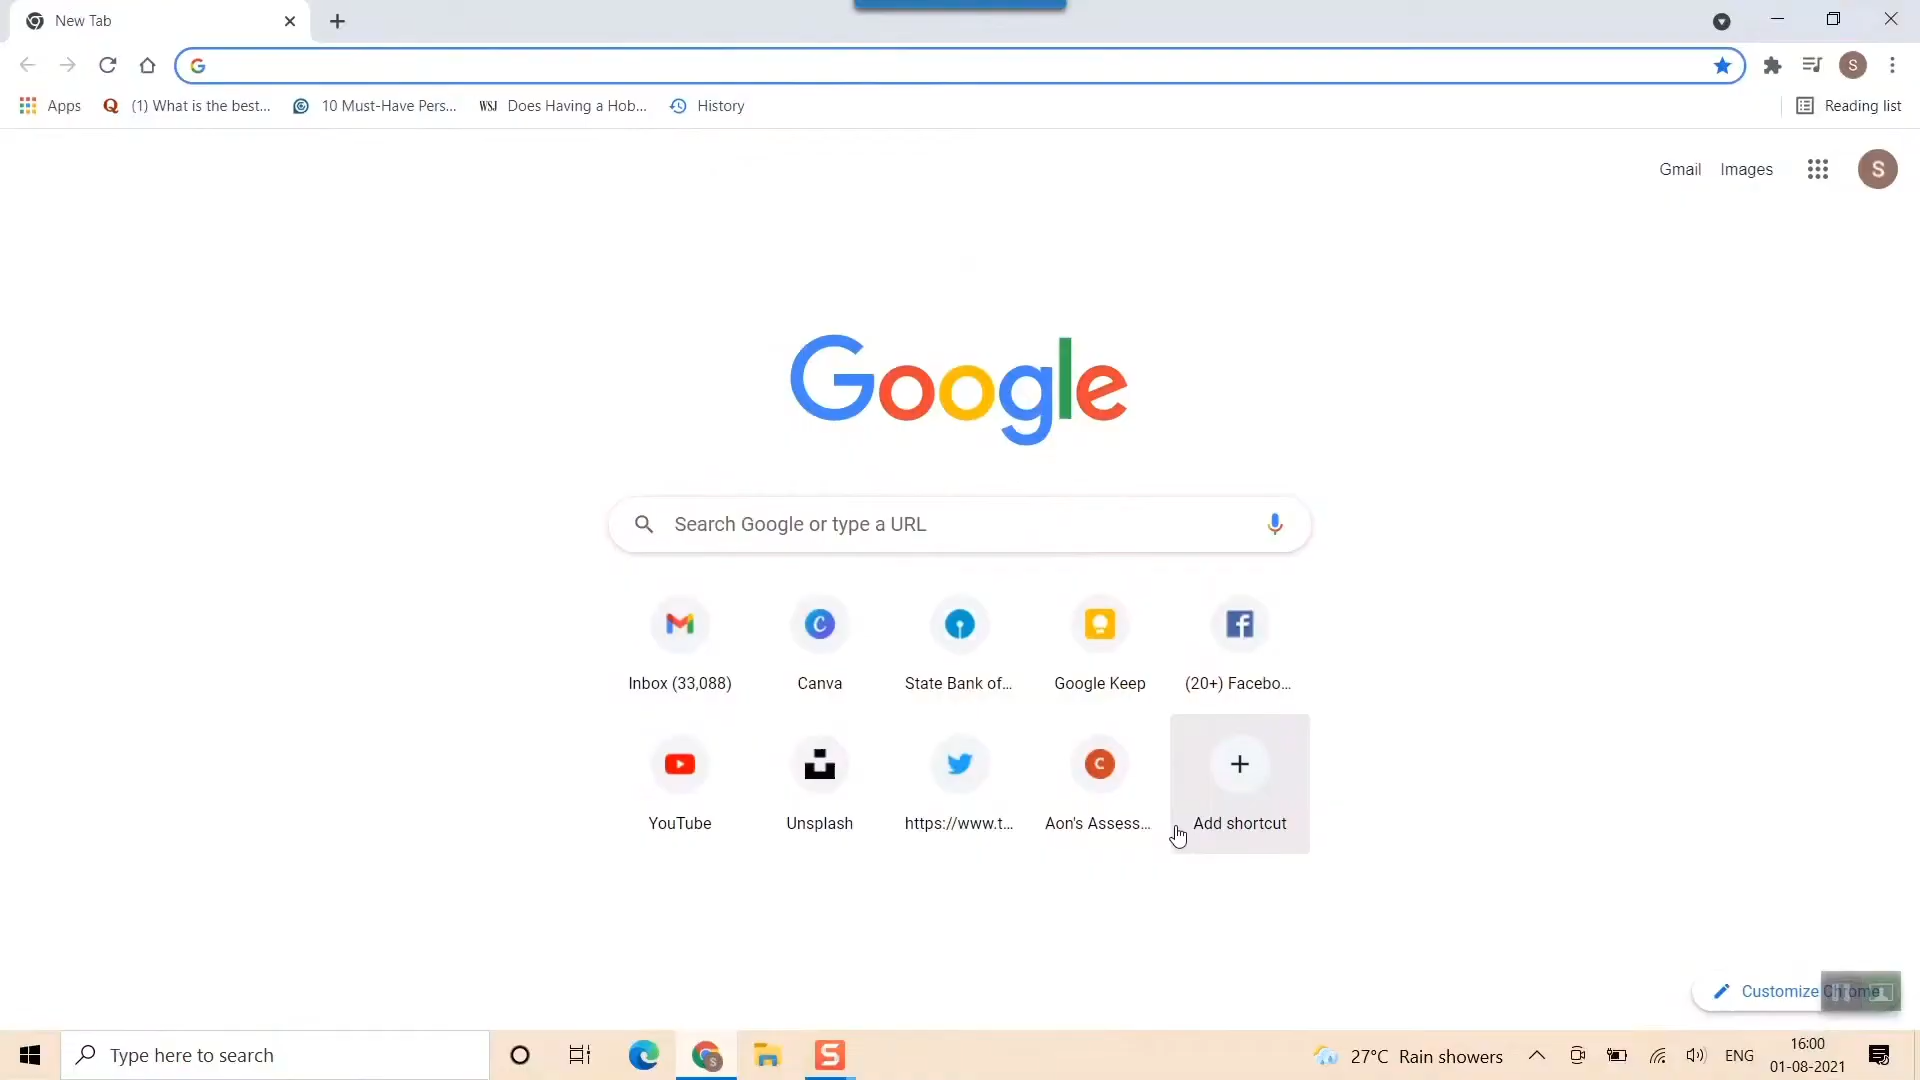 New Tab
Apps
(1) What is the best...
10 Must-Have Pers...
WSJ Does Having a Hob...
History
Reading list
S
Gmail
Images
S
Google
Search Google or type a URL
Inbox (33,088)
Canva
State Bank of...
Google Keep
(20+) Facebo...
YouTube
Unsplash
https://www.t...
C
Aon's Assess...
Add shortcut
Customize Chrome
Type here to search
27°C Rain showers
ENG
16:00
01-08-2021